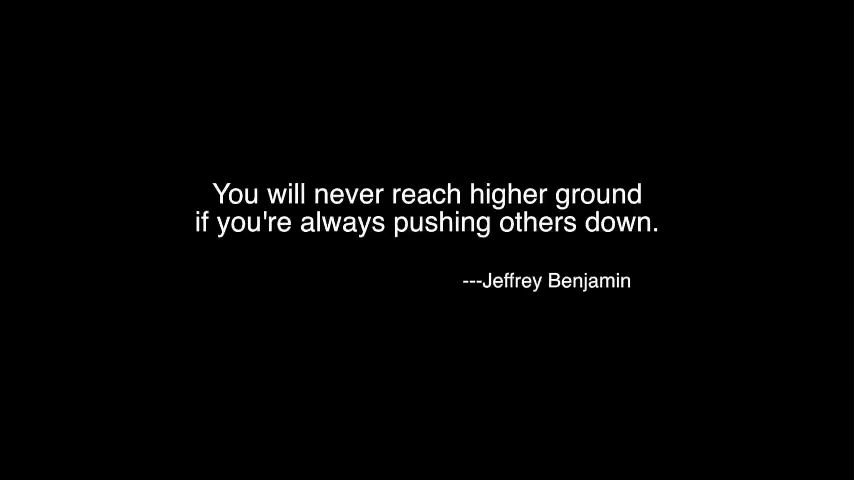 You will never reach higher ground
if you're always pushing others down.
---Jeffrey Benjamin